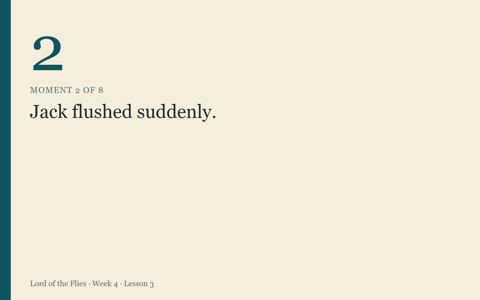 2
MOMENT 2 OF 8
Jack flushed suddenly.
Lord of the Flies · Week 4 · Lesson 3